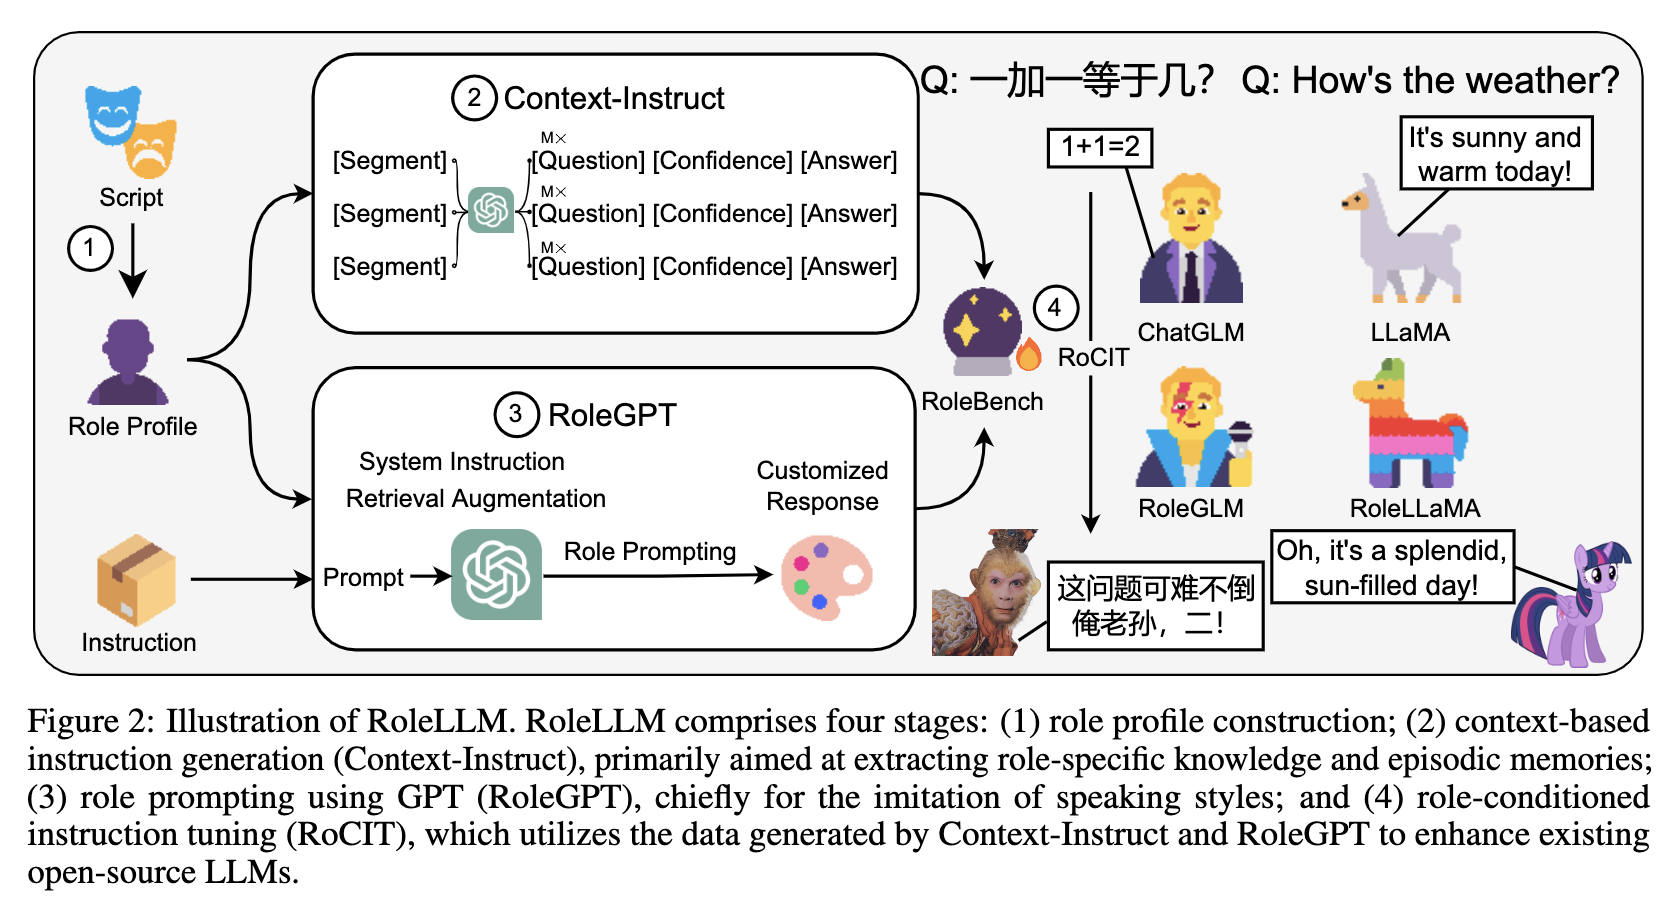 Script
1
Role Profile
Instruction
2 Context-Instruct
M×
[Segment] [Question] [Confidence] [Answer]
M×
[Segment] [Question] [Confidence] [Answer]
M×
[Segment] [Question] [Confidence] [Answer]
3 RoleGPT
System Instruction
Retrieval Augmentation
Customized
Response
Prompt
Role Prompting
RoleBench
4
RoCIT
Q: 一加一等于几？
Q: How's the weather?
1+1=2
It's sunny and
warm today!
ChatGLM
LLaMA
RoleGLM
RoleLLaMA
这问题可难不倒
俺老孙，二！
Oh, it's a splendid,
sun-filled day!
Figure 2: Illustration of RoleLLM. RoleLLM comprises four stages: (1) role profile construction; (2) context-based
instruction generation (Context-Instruct), primarily aimed at extracting role-specific knowledge and episodic memories;
(3) role prompting using GPT (RoleGPT), chiefly for the imitation of speaking styles; and (4) role-conditioned
instruction tuning (RoCIT), which utilizes the data generated by Context-Instruct and RoleGPT to enhance existing
open-source LLMs.